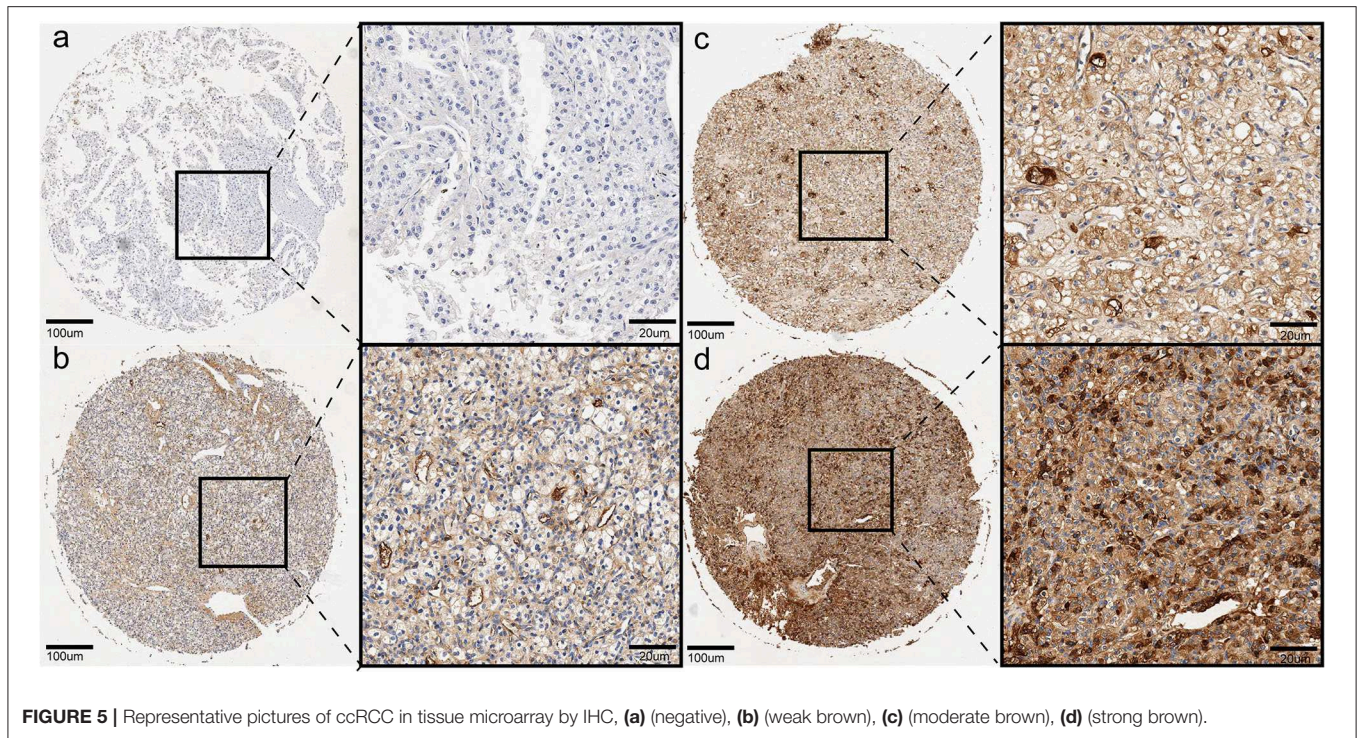 a
100um
20um
c
100um
20um
b
100um
20um
d
100um
20um
FIGURE 5 | Representative pictures of ccRCC in tissue microarray by IHC, (a) (negative), (b) (weak brown), (c) (moderate brown), (d) (strong brown).